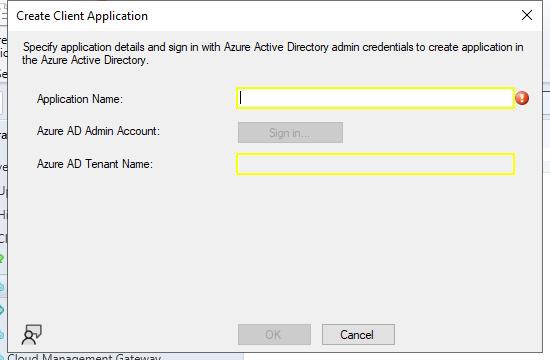 Create Client Application
Specify application details and sign in with Azure Active Directory admin credentials to create application in
the Azure Active Directory.
Application Name:
Azure AD Admin Account:
Sign in...
Azure AD Tenant Name:
OK
Cancel
Cloud Management Gateway